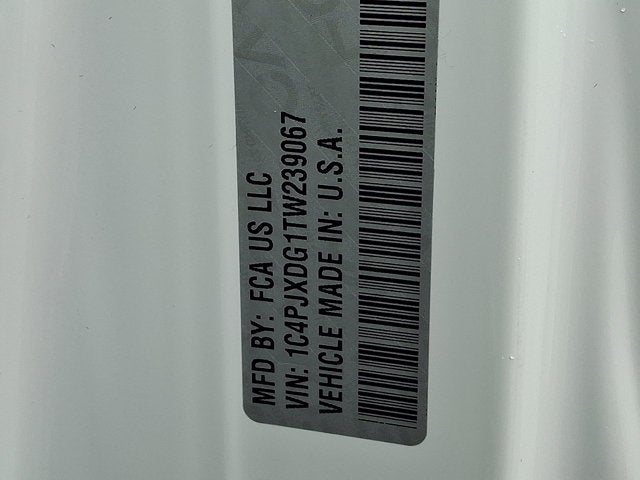 MFD BY: FCA US LLC
VIN: 1C4PJXDG1TW239067
VEHICLE MADE IN: U.S.A.